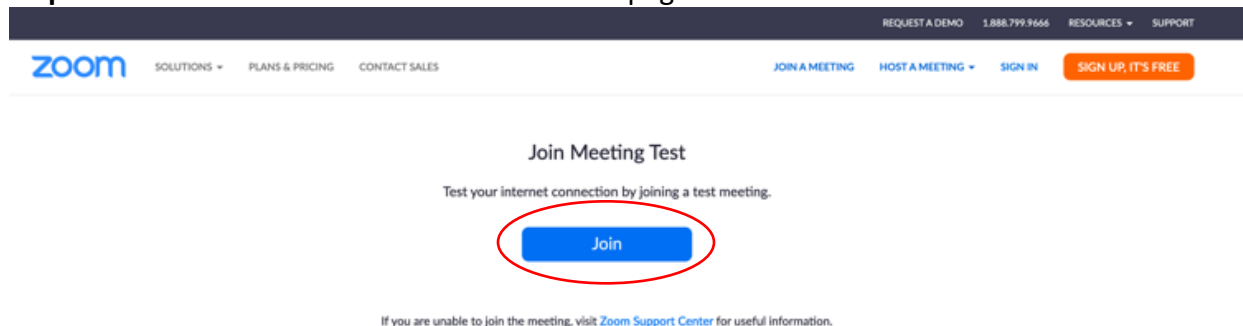 REQUEST A DEMO 1.888.799.9666 RESOURCES SUPPORT
zoom SOLUTIONS PLANS & PRICING CONTACT SALES JOIN A MEETING HOST A MEETING SIGN IN SIGN UP, IT'S FREE
Join Meeting Test
Test your internet connection by joining a test meeting.
Join
If you are unable to join the meeting, visit Zoom Support Center for useful information.